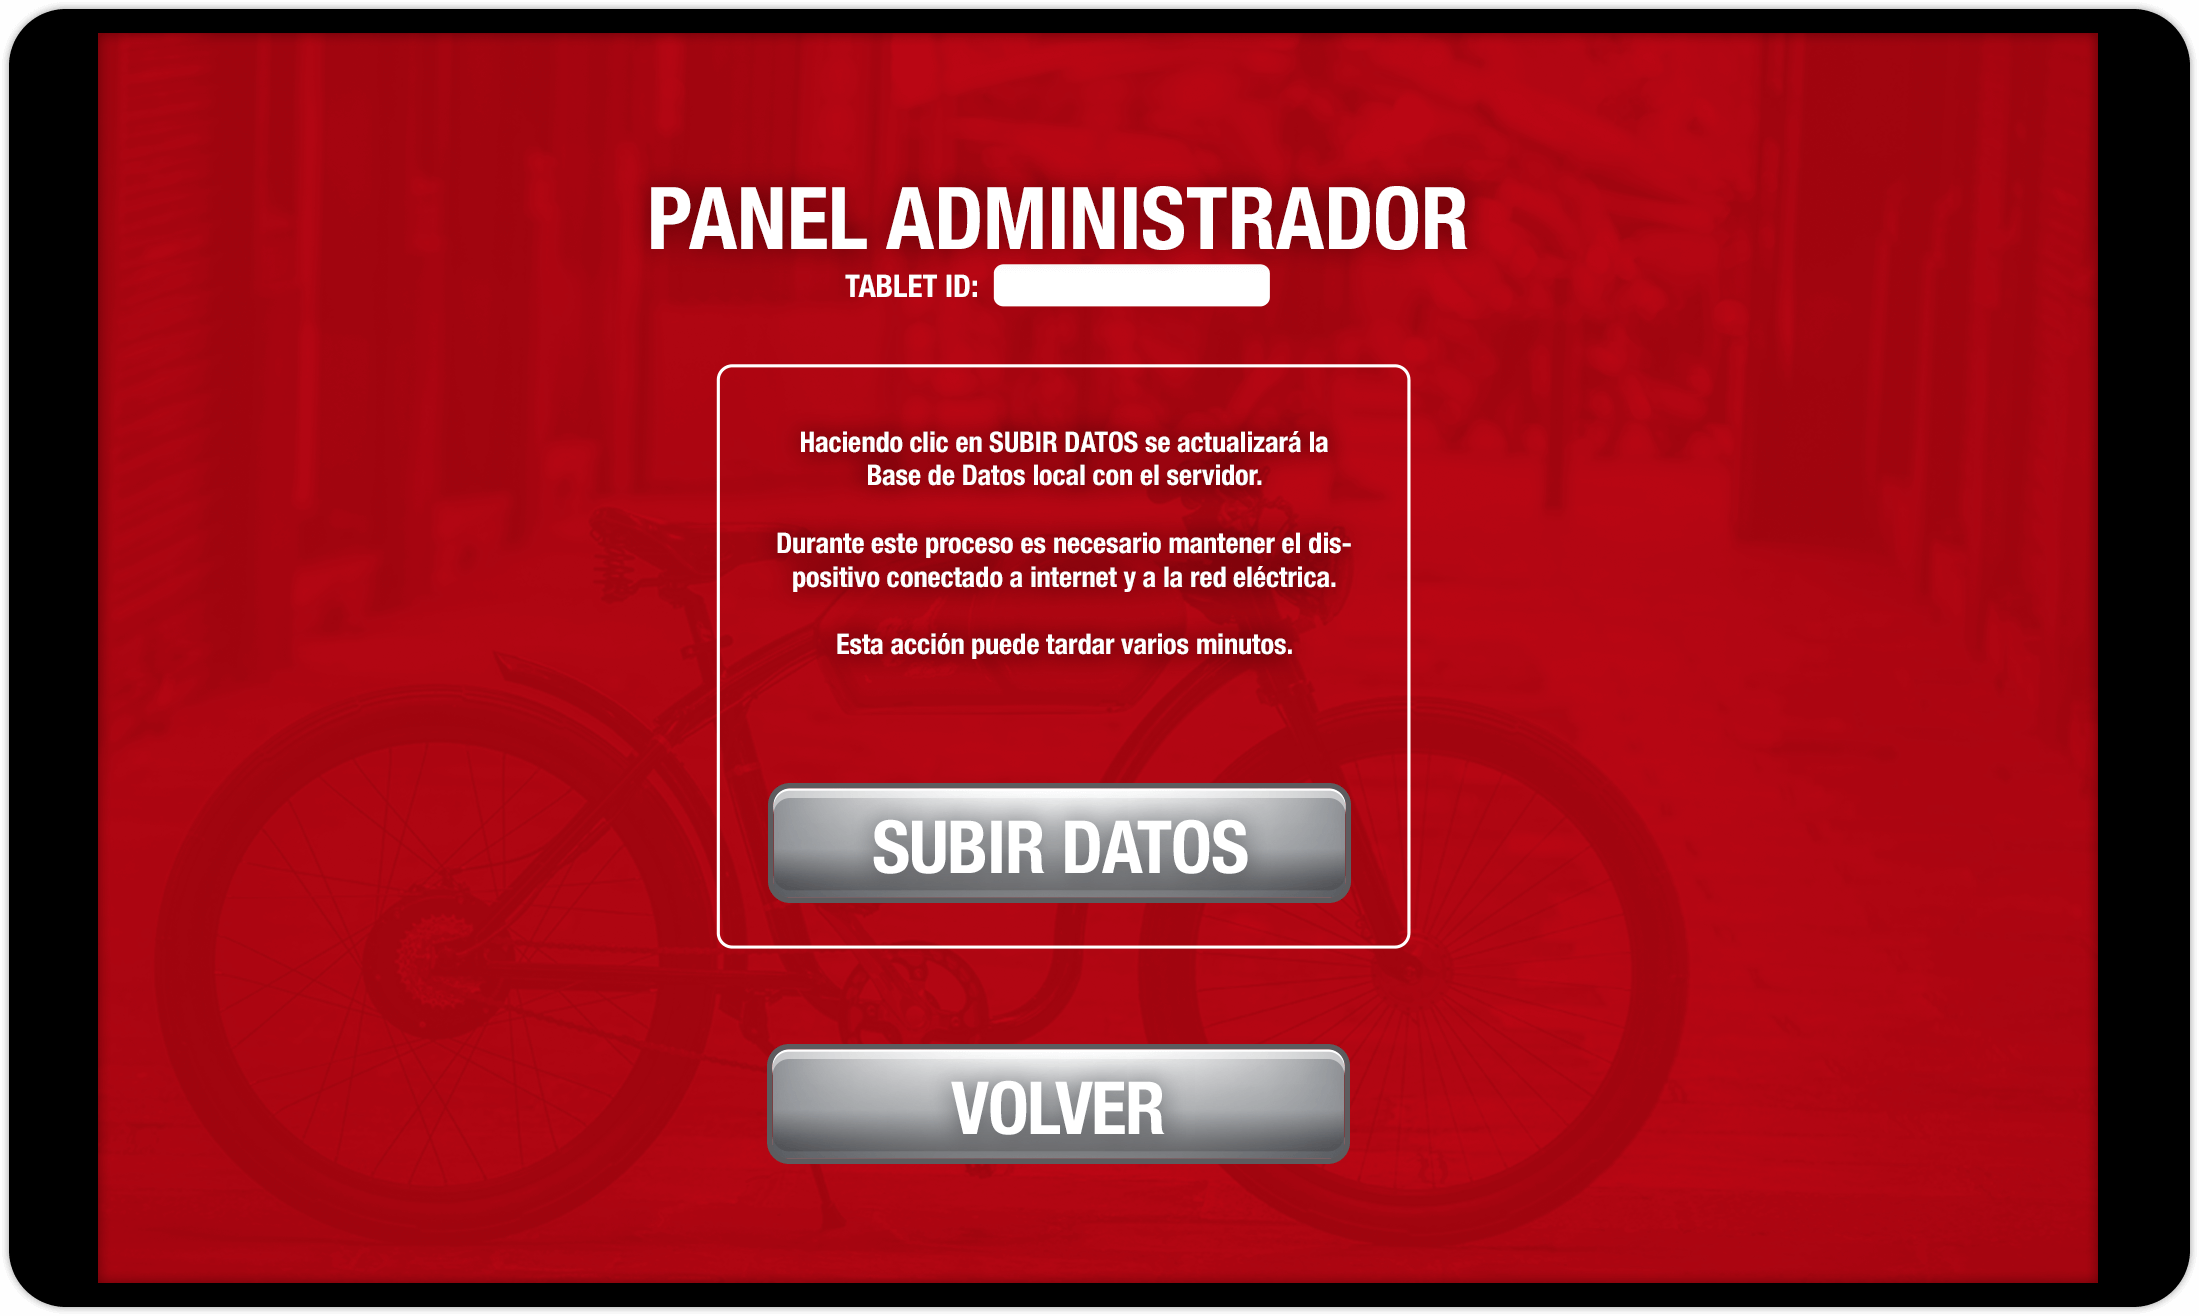 PANEL ADMINISTRADOR
TABLET ID:
Haciendo clic en SUBIR DATOS se actualizará la
Base de Datos local con el servidor.
Durante este proceso es necesario mantener el dis-
positivo conectado a internet y a la red eléctrica.
Esta acción puede tardar varios minutos.
SUBIR DATOS
VOLVER